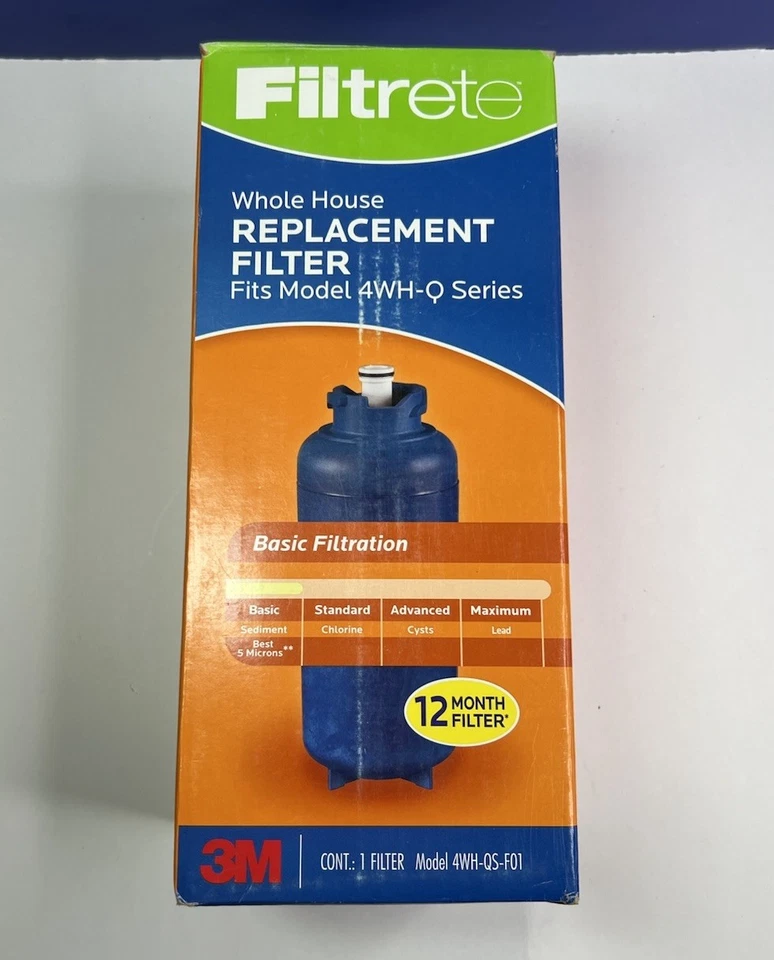 Filtrete
Whole House
REPLACEMENT
FILTER
Fits Model 4WH-Q Series
Basic Filtration
Basic Standard Advanced Maximum
Sediment Chlorine Cysts Lead
Best
5 Microns**
12 MONTH
FILTER*
3M CONT.: 1 FILTER Model 4WH-QS-F01